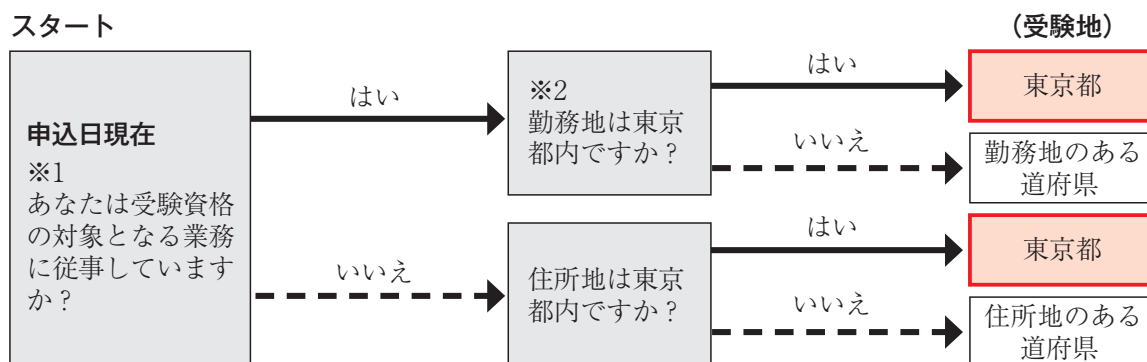 スタート
（受験地）
申込日現在
※1
あなたは受験資格
の対象となる業務
に従事しています
か？
はい
※2
勤務地は東京
都内ですか？
はい
東京都
いいえ
勤務地のある
道府県
いいえ
住所地は東京
都内ですか？
はい
東京都
いいえ
住所地のある
道府県